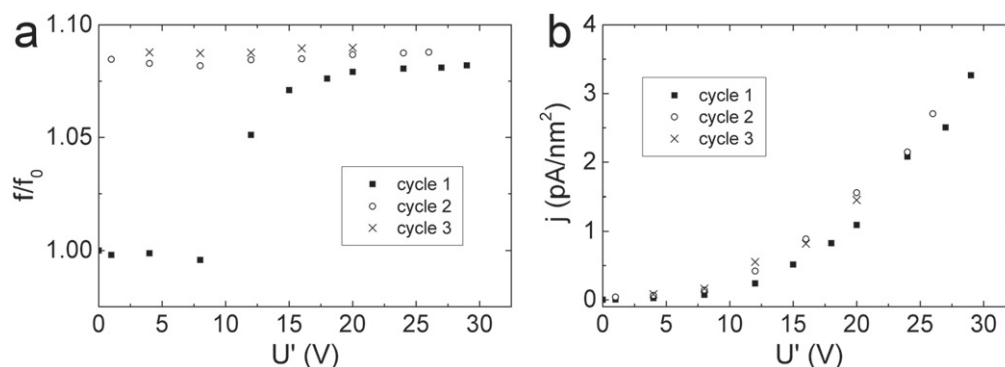 a
1.10
1.05
1.00
f/f0
cycle 1
cycle 2
cycle 3
0 5 10 15 20 25 30
U' (V)
b
4
3
2
1
0
j (pA/nm²)
cycle 1
cycle 2
cycle 3
0 5 10 15 20 25 30
U' (V)